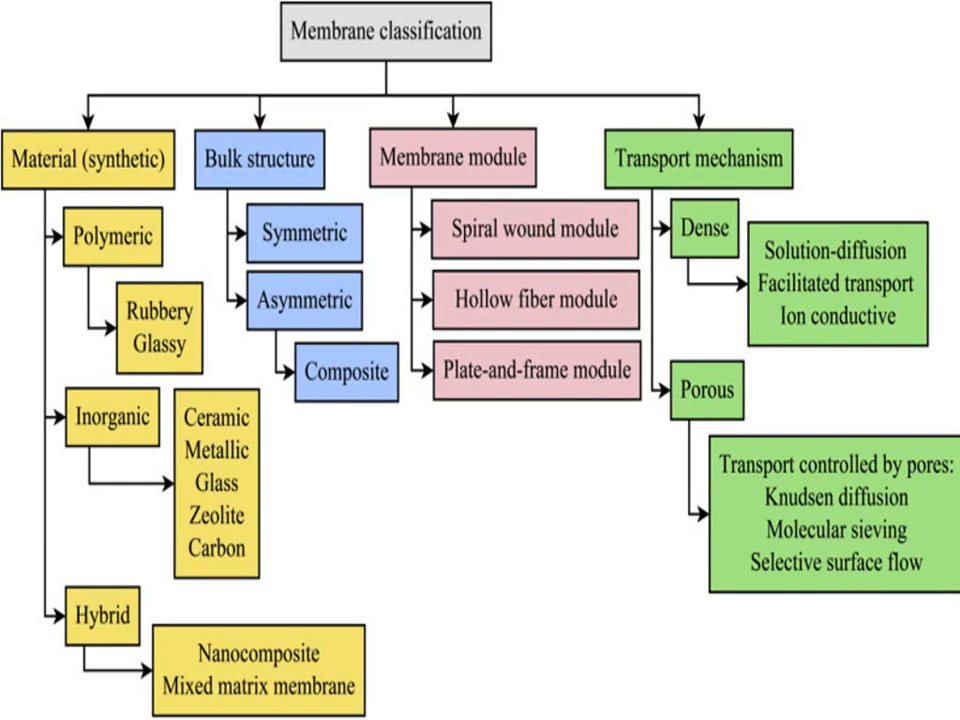 Membrane classification
Material (synthetic)
Polymeric
Rubbery
Glassy
Inorganic
Ceramic
Metallic
Glass
Zeolite
Carbon
Hybrid
Nanocomposite
Mixed matrix membrane
Bulk structure
Symmetric
Asymmetric
Composite
Membrane module
Spiral wound module
Hollow fiber module
Plate-and-frame module
Transport mechanism
Dense
Solution-diffusion
Facilitated transport
Ion conductive
Porous
Transport controlled by pores:
Knudsen diffusion
Molecular sieving
Selective surface flow